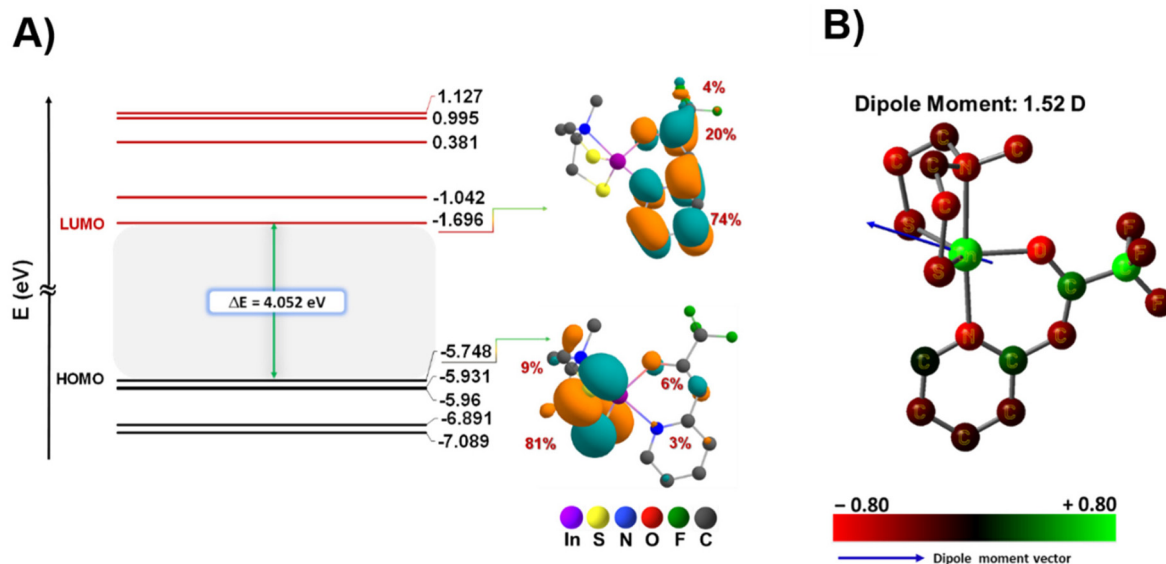 A)
E (eV)
1.127
0.995
0.381
-1.042
LUMO
-1.696
ΔE = 4.052 eV
-5.748
HOMO
-5.931
-5.96
-6.891
-7.089
4%
20%
74%
9%
6%
81%
3%
In S N O F C
B)
Dipole Moment: 1.52 D
C
C
C
N
C
C
C
S
S
O
F
F
F
C
C
C
N
C
C
C
C
C
− 0.80 + 0.80
Dipole moment vector